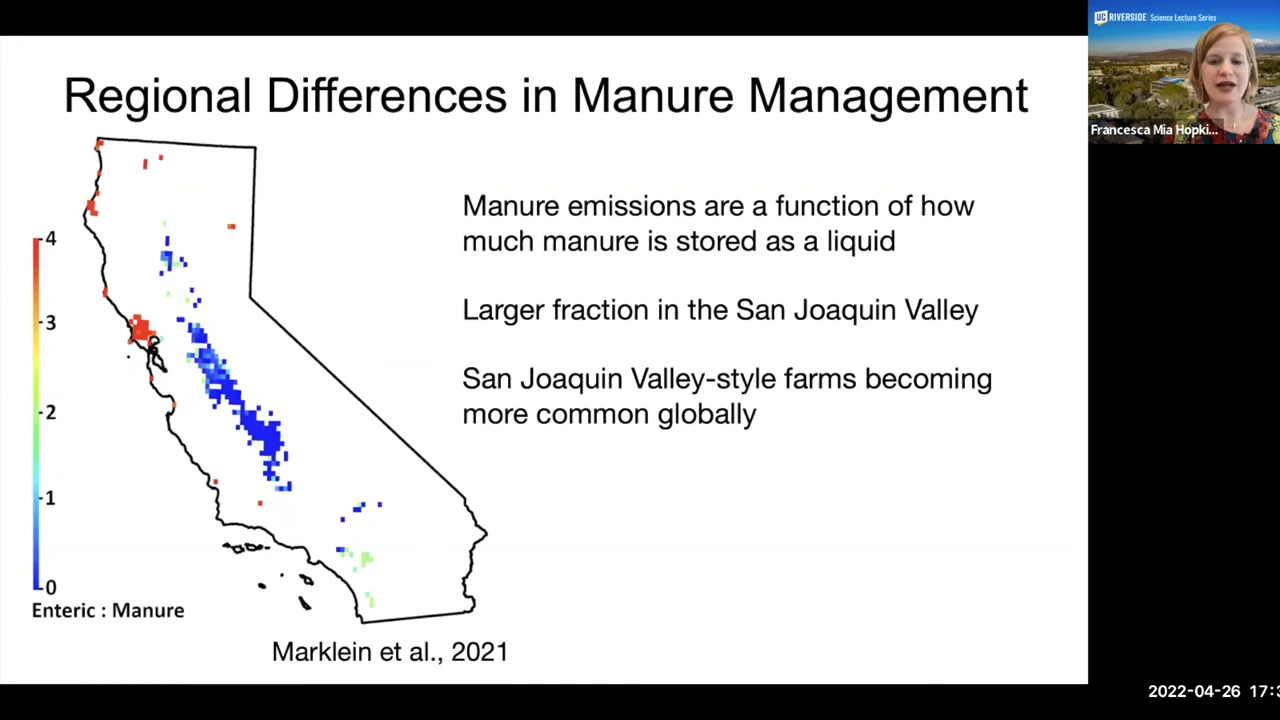 Regional Differences in Manure Management
Manure emissions are a function of how
much manure is stored as a liquid
Larger fraction in the San Joaquin Valley
San Joaquin Valley-style farms becoming
more common globally
4
3
2
1
0
Enteric : Manure
Marklein et al., 2021
UC RIVERSIDE Science Lecture Series
Francesca Mia Hopki...
2022-04-26 17:3